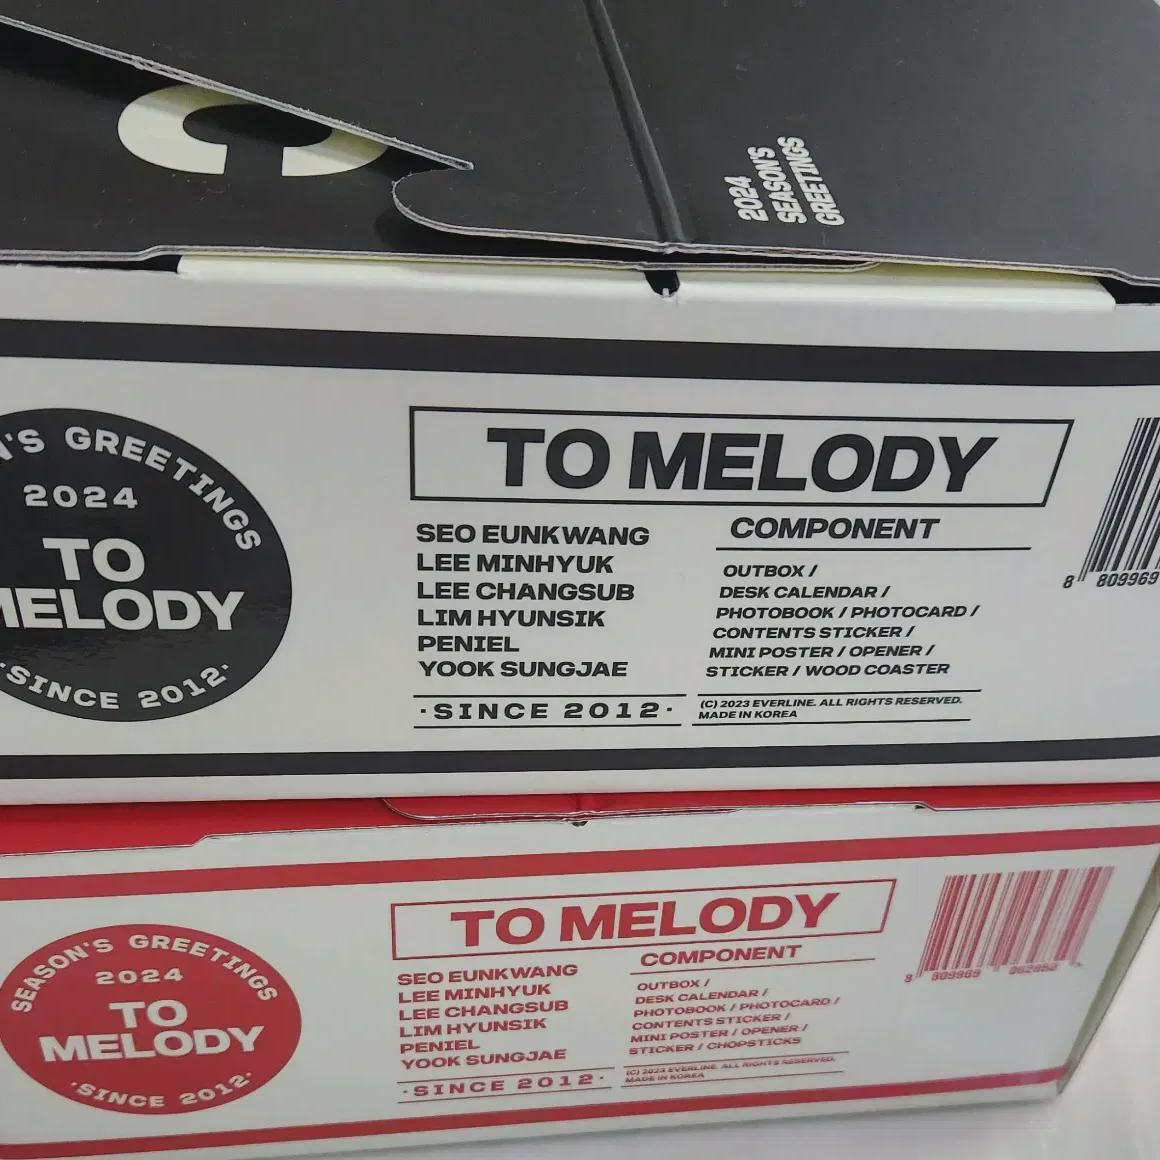 2024
SEASON'S
GREETINGS
'S GREETINGS
2024
TO
MELODY
·SINCE 2012·
TO MELODY
SEO EUNKWANG
LEE MINHYUK
LEE CHANGSUB
LIM HYUNSIK
PENIEL
YOOK SUNGJAE
·SINCE 2012·
COMPONENT
OUTBOX /
DESK CALENDAR /
PHOTOBOOK / PHOTOCARD /
CONTENTS STICKER /
MINI POSTER / OPENER /
STICKER / WOOD COASTER
(C) 2023 EVERLINE. ALL RIGHTS RESERVED.
MADE IN KOREA
8 809969
SEASON'S GREETINGS
2024
TO
MELODY
·SINCE 2012·
TO MELODY
SEO EUNKWANG
LEE MINHYUK
LEE CHANGSUB
LIM HYUNSIK
PENIEL
YOOK SUNGJAE
·SINCE 2012·
COMPONENT
OUTBOX /
DESK CALENDAR /
PHOTOBOOK / PHOTOCARD /
CONTENTS STICKER /
MINI POSTER / OPENER /
STICKER / CHOPSTICKS
(C) 2023 EVERLINE. ALL RIGHTS RESERVED.
MADE IN KOREA
8 809969